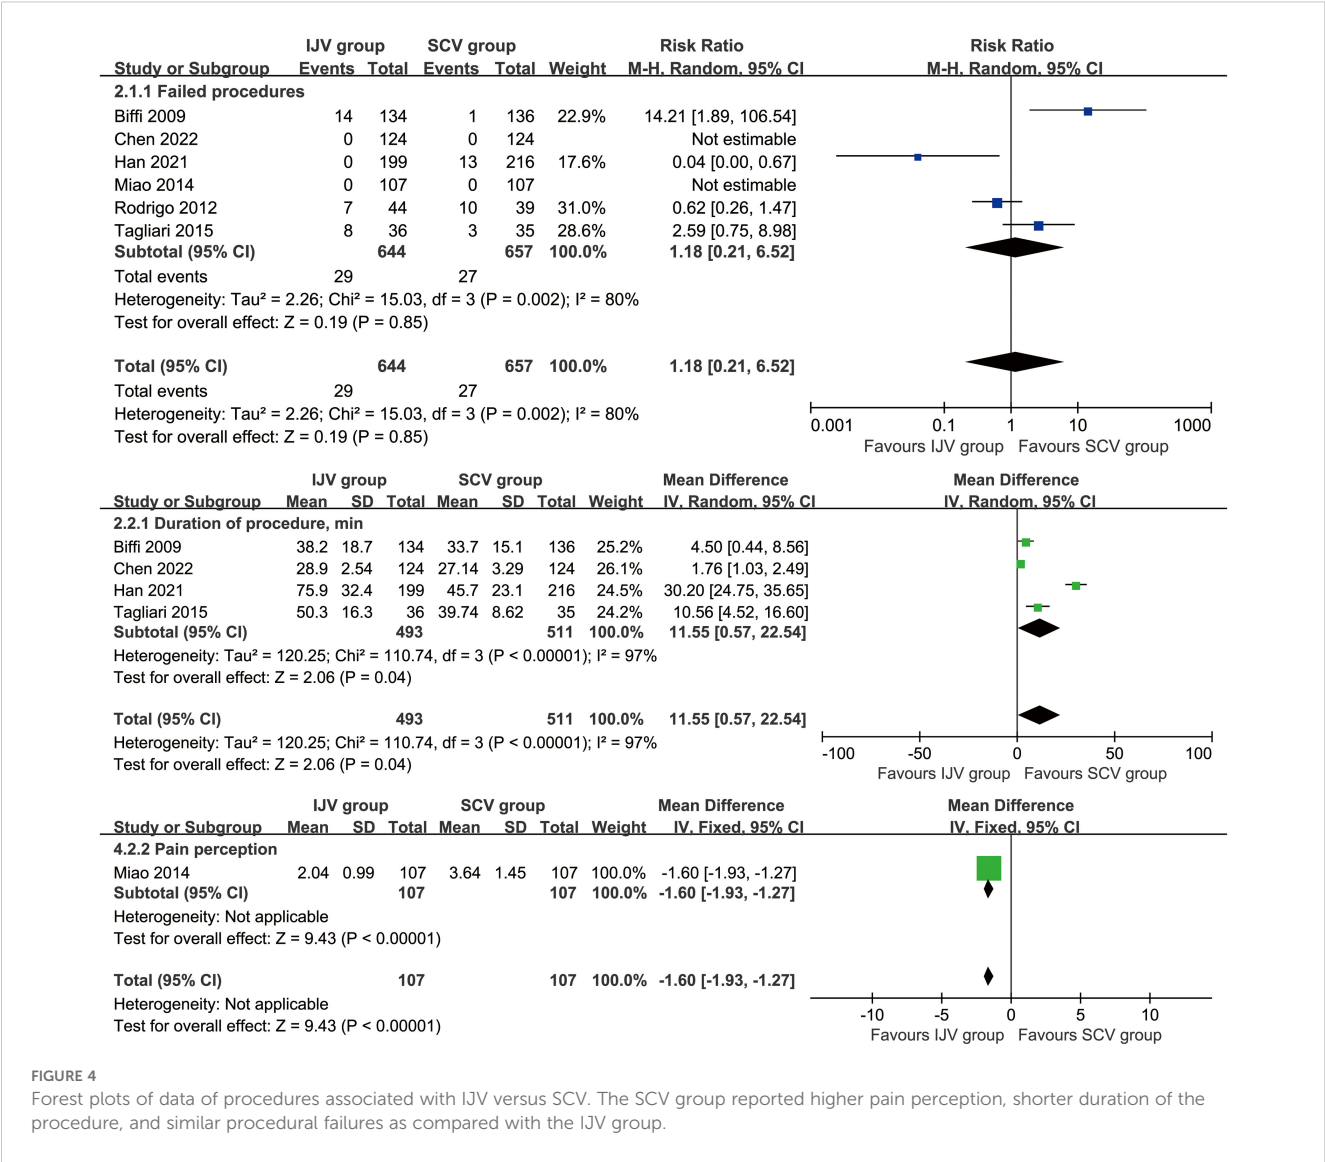 IJV group SCV group Risk Ratio Risk Ratio
Study or Subgroup Events Total Events Total Weight M-H, Random, 95% CI M-H, Random, 95% CI
2.1.1 Failed procedures
Biffi 2009 14 134 1 136 22.9% 14.21 [1.89, 106.54]
Chen 2022 0 124 0 124 Not estimable
Han 2021 0 199 13 216 17.6% 0.04 [0.00, 0.67]
Miao 2014 0 107 0 107 Not estimable
Rodrigo 2012 7 44 10 39 31.0% 0.62 [0.26, 1.47]
Tagliari 2015 8 36 3 35 28.6% 2.59 [0.75, 8.98]
Subtotal (95% CI) 644 657 100.0% 1.18 [0.21, 6.52]
Total events 29 27
Heterogeneity: Tau² = 2.26; Chi² = 15.03, df = 3 (P = 0.002); I² = 80%
Test for overall effect: Z = 0.19 (P = 0.85)
Total (95% CI) 644 657 100.0% 1.18 [0.21, 6.52]
Total events 29 27
Heterogeneity: Tau² = 2.26; Chi² = 15.03, df = 3 (P = 0.002); I² = 80%
Test for overall effect: Z = 0.19 (P = 0.85)
0.001 0.1 1 10 1000
Favours IJV group Favours SCV group
IJV group SCV group Mean Difference Mean Difference
Study or Subgroup Mean SD Total Mean SD Total Weight IV, Random, 95% CI IV, Random, 95% CI
2.2.1 Duration of procedure, min
Biffi 2009 38.2 18.7 134 33.7 15.1 136 25.2% 4.50 [0.44, 8.56]
Chen 2022 28.9 2.54 124 27.14 3.29 124 26.1% 1.76 [1.03, 2.49]
Han 2021 75.9 32.4 199 45.7 23.1 216 24.5% 30.20 [24.75, 35.65]
Tagliari 2015 50.3 16.3 36 39.74 8.62 35 24.2% 10.56 [4.52, 16.60]
Subtotal (95% CI) 493 511 100.0% 11.55 [0.57, 22.54]
Heterogeneity: Tau² = 120.25; Chi² = 110.74, df = 3 (P < 0.00001); I² = 97%
Test for overall effect: Z = 2.06 (P = 0.04)
Total (95% CI) 493 511 100.0% 11.55 [0.57, 22.54]
Heterogeneity: Tau² = 120.25; Chi² = 110.74, df = 3 (P < 0.00001); I² = 97%
Test for overall effect: Z = 2.06 (P = 0.04)
-100 -50 0 50 100
Favours IJV group Favours SCV group
IJV group SCV group Mean Difference Mean Difference
Study or Subgroup Mean SD Total Mean SD Total Weight IV, Fixed, 95% CI IV, Fixed, 95% CI
4.2.2 Pain perception
Miao 2014 2.04 0.99 107 3.64 1.45 107 100.0% -1.60 [-1.93, -1.27]
Subtotal (95% CI) 107 107 100.0% -1.60 [-1.93, -1.27]
Heterogeneity: Not applicable
Test for overall effect: Z = 9.43 (P < 0.00001)
Total (95% CI) 107 107 100.0% -1.60 [-1.93, -1.27]
Heterogeneity: Not applicable
Test for overall effect: Z = 9.43 (P < 0.00001)
-10 -5 0 5 10
Favours IJV group Favours SCV group
FIGURE 4
Forest plots of data of procedures associated with IJV versus SCV. The SCV group reported higher pain perception, shorter duration of the
procedure, and similar procedural failures as compared with the IJV group.